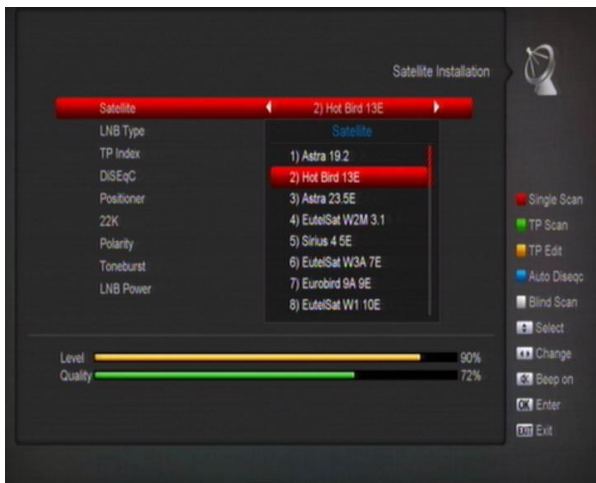 Satellite Installation
Satellite 2) Hot Bird 13E
LNB Type
Satellite
TP Index
1) Astra 19.2
DiSEqC
2) Hot Bird 13E
Positioner
3) Astra 23.5E
22K
4) EutelSat W2M 3.1
Polarity
5) Sirius 4 5E
Toneburst
6) EutelSat W3A 7E
LNB Power
7) Eurobird 9A 9E
8) EutelSat W1 10E
Level 90%
Quality 72%
Single Scan
TP Scan
TP Edit
Auto Diseqc
Blind Scan
Select
Change
Beep on
OK Enter
EXIT Exit